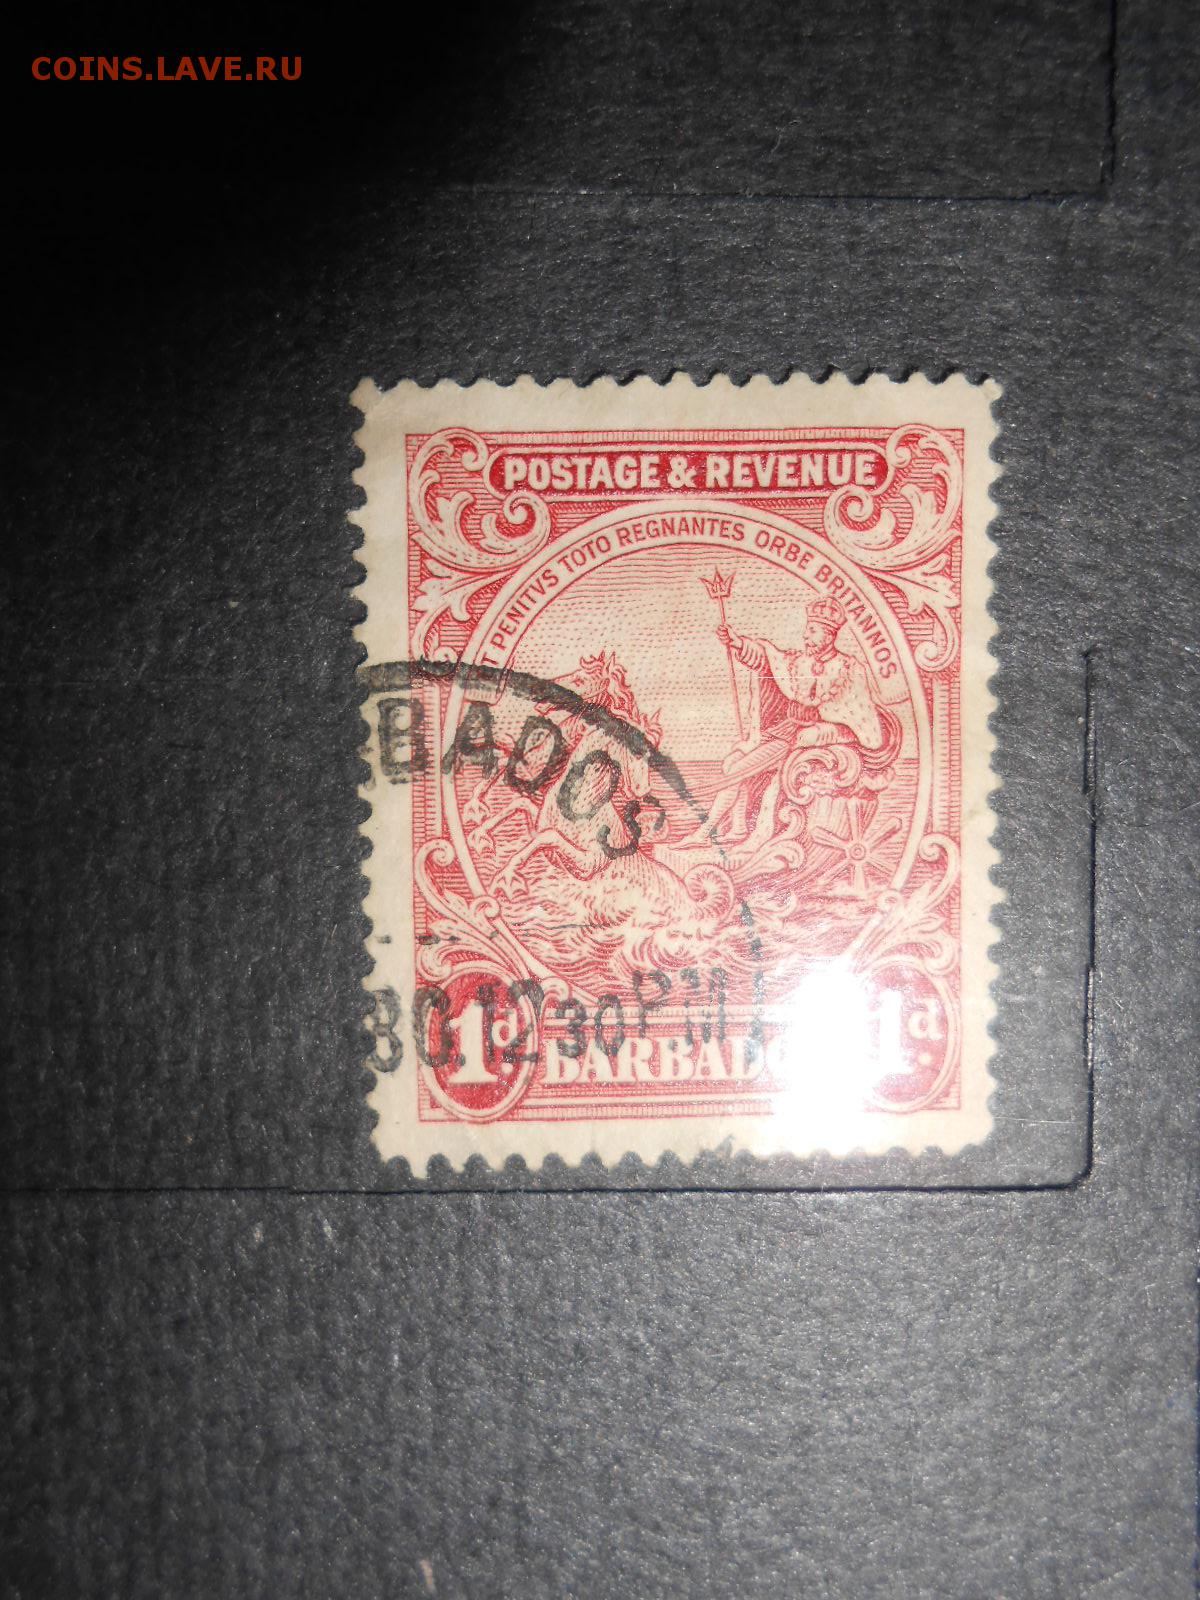 COINS.LAVE.RU
POSTAGE & REVENUE
PENITVS TOTO REGNANTES ORBE BRITANNOS
BADOS
30.12 30 PM
1d. BARBADO 1d.